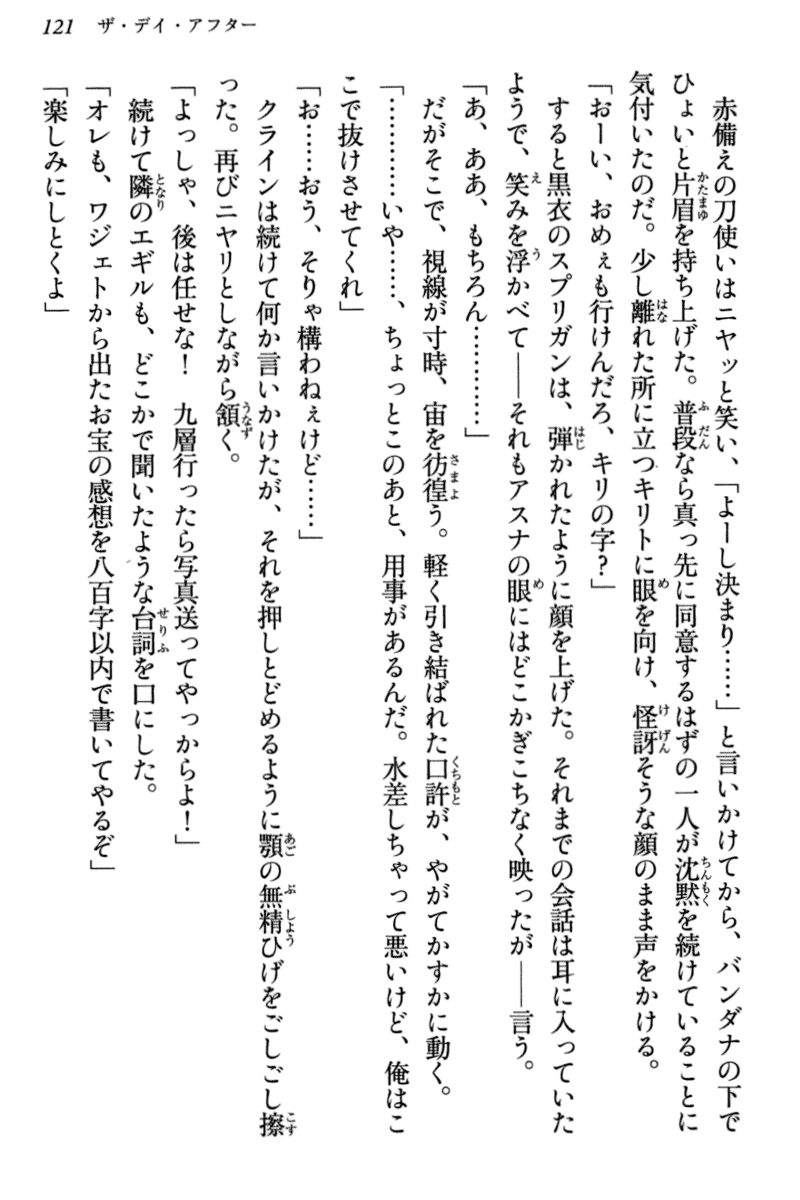 121 ザ・デイ・アフター
赤備えの刀使いはニヤッと笑い、「よーし決まり……」と言いかけてから、バンダナの下で
ひょいと片眉を持ち上げた。普段なら真っ先に同意するはずの一人が沈黙を続けていることに
気付いたのだ。少し離れた所に立つキリトに眼を向け、怪訝そうな顔のまま声をかける。
「おーい、おめぇも行けんだろ、キリの字?」
すると黒衣のスプリガンは、弾かれたように顔を上げた。それまでの会話は耳に入っていた
ようで、笑みを浮かべて――それもアスナの眼にはどこかぎこちなく映ったが――言う。
「あ、ああ、もちろん…………」
だがそこで、視線が寸時、宙を彷徨う。軽く引き結ばれた口許が、やがてかすかに動く。
「…………いや……、ちょっとこのあと、用事があるんだ。水差しちゃって悪いけど、俺はこ
こで抜けさせてくれ」
「お……おう、そりゃ構わねぇけど……」
クラインは続けて何か言いかけたが、それを押しとどめるように顎の無精ひげをごしごし擦
った。再びニヤリとしながら頷く。
「よっしゃ、後は任せな! 九層行ったら写真送ってやっからよ!」
続けて隣のエギルも、どこかで聞いたような台詞を口にした。
「オレも、ワジェトから出たお宝の感想を八百字以内で書いてやるぞ」
「楽しみにしとくよ」